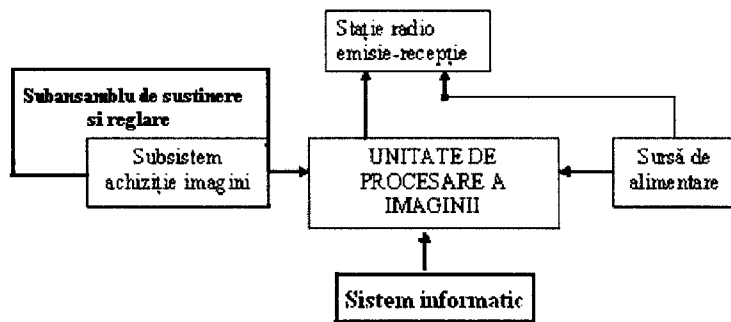 Stație radio
emisie-recepție
Subansamblu de sustinere
si reglare
Subsistem
achiziție imagini
UNITATE DE
PROCESARE A
IMAGINII
Sursă de
alimentare
Sistem informatic